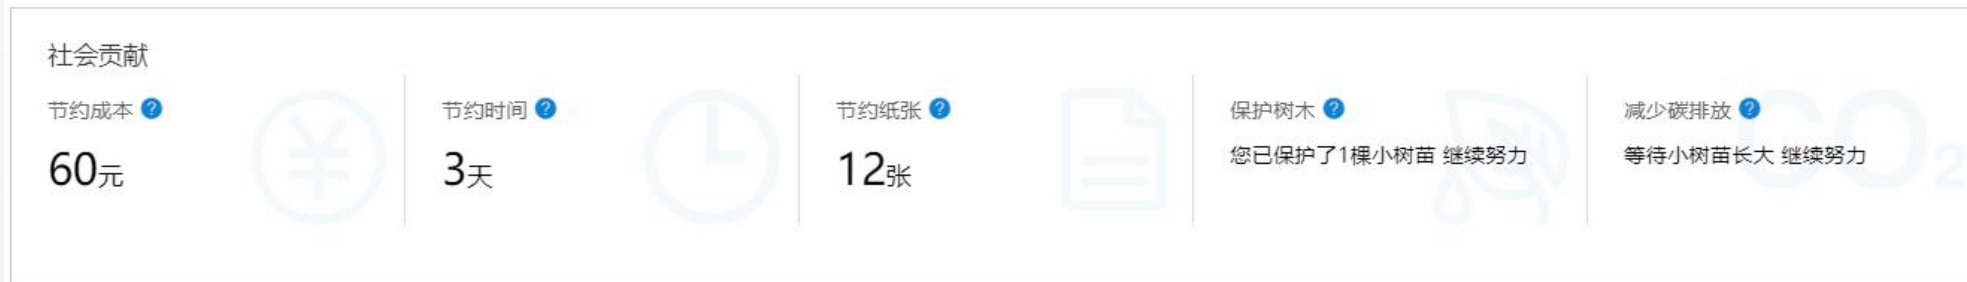 社会贡献
节约成本
60元
节约时间
3天
节约纸张
12张
保护树木
您已保护了1棵小树苗 继续努力
减少碳排放
等待小树苗长大 继续努力
CO₂